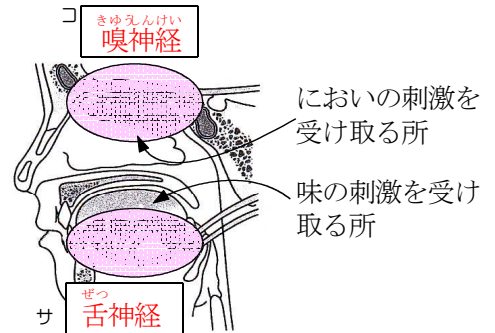 コ
きゅうしんけい
嗅神経
においの刺激を
受け取る所
味の刺激を受け
取る所
サ
ぜつ
舌神経